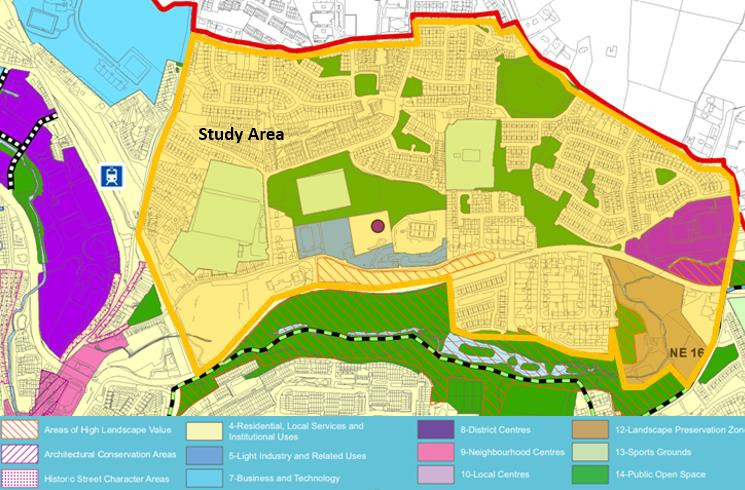 Study Area
NE 16
Areas of High Landscape Value
Architectural Conservation Areas
Historic Street Character Areas
4-Residential, Local Services and
Institutional Uses
5-Light Industry and Related Uses
7-Business and Technology
8-District Centres
9-Neighbourhood Centres
10-Local Centres
12-Landscape Preservation Zon
13-Sports Grounds
14-Public Open Space